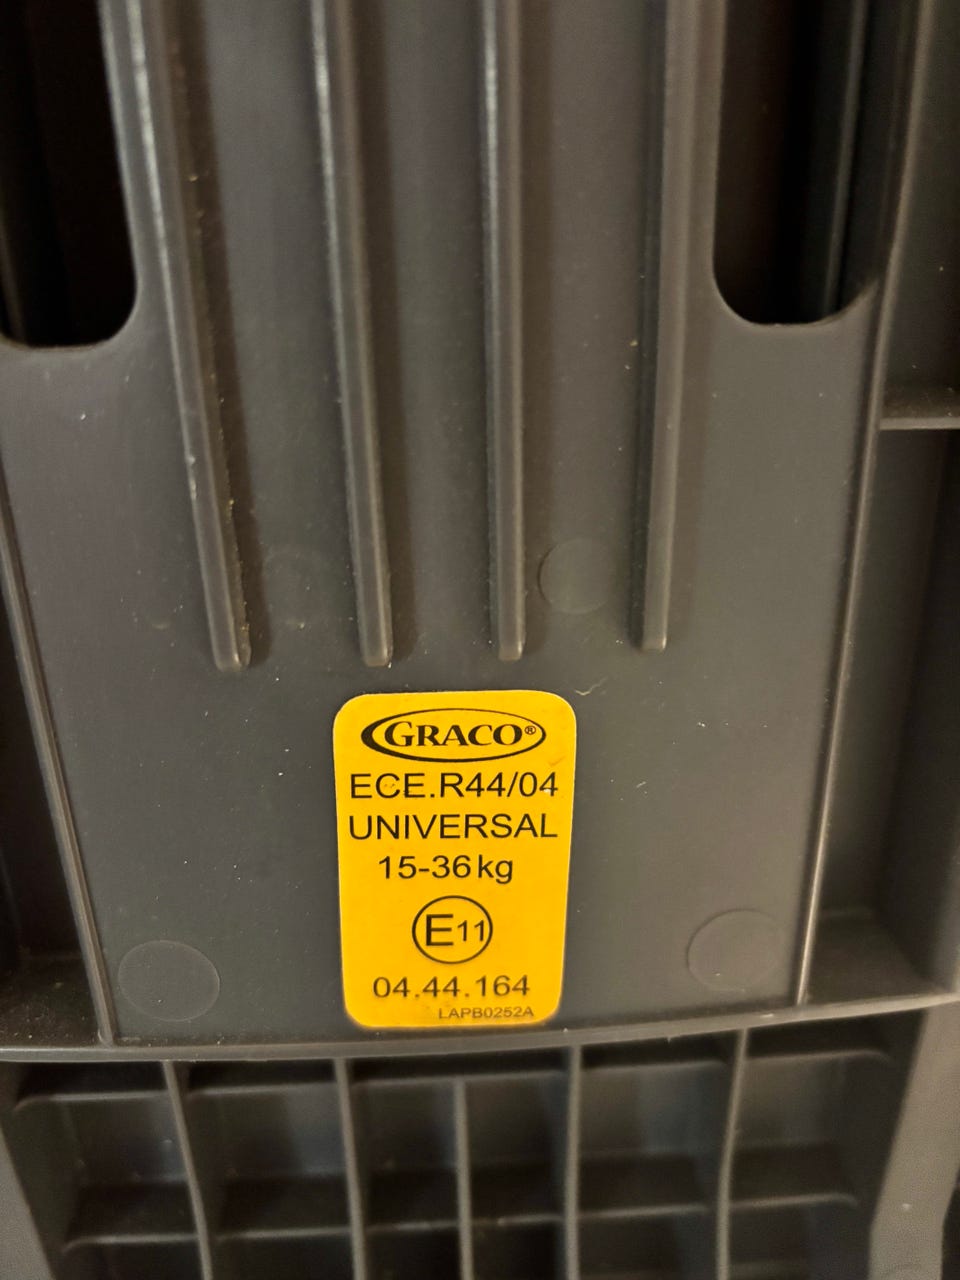 GRACO®
ECE.R44/04
UNIVERSAL
15-36kg
E11
04.44.164
LAPB0252A